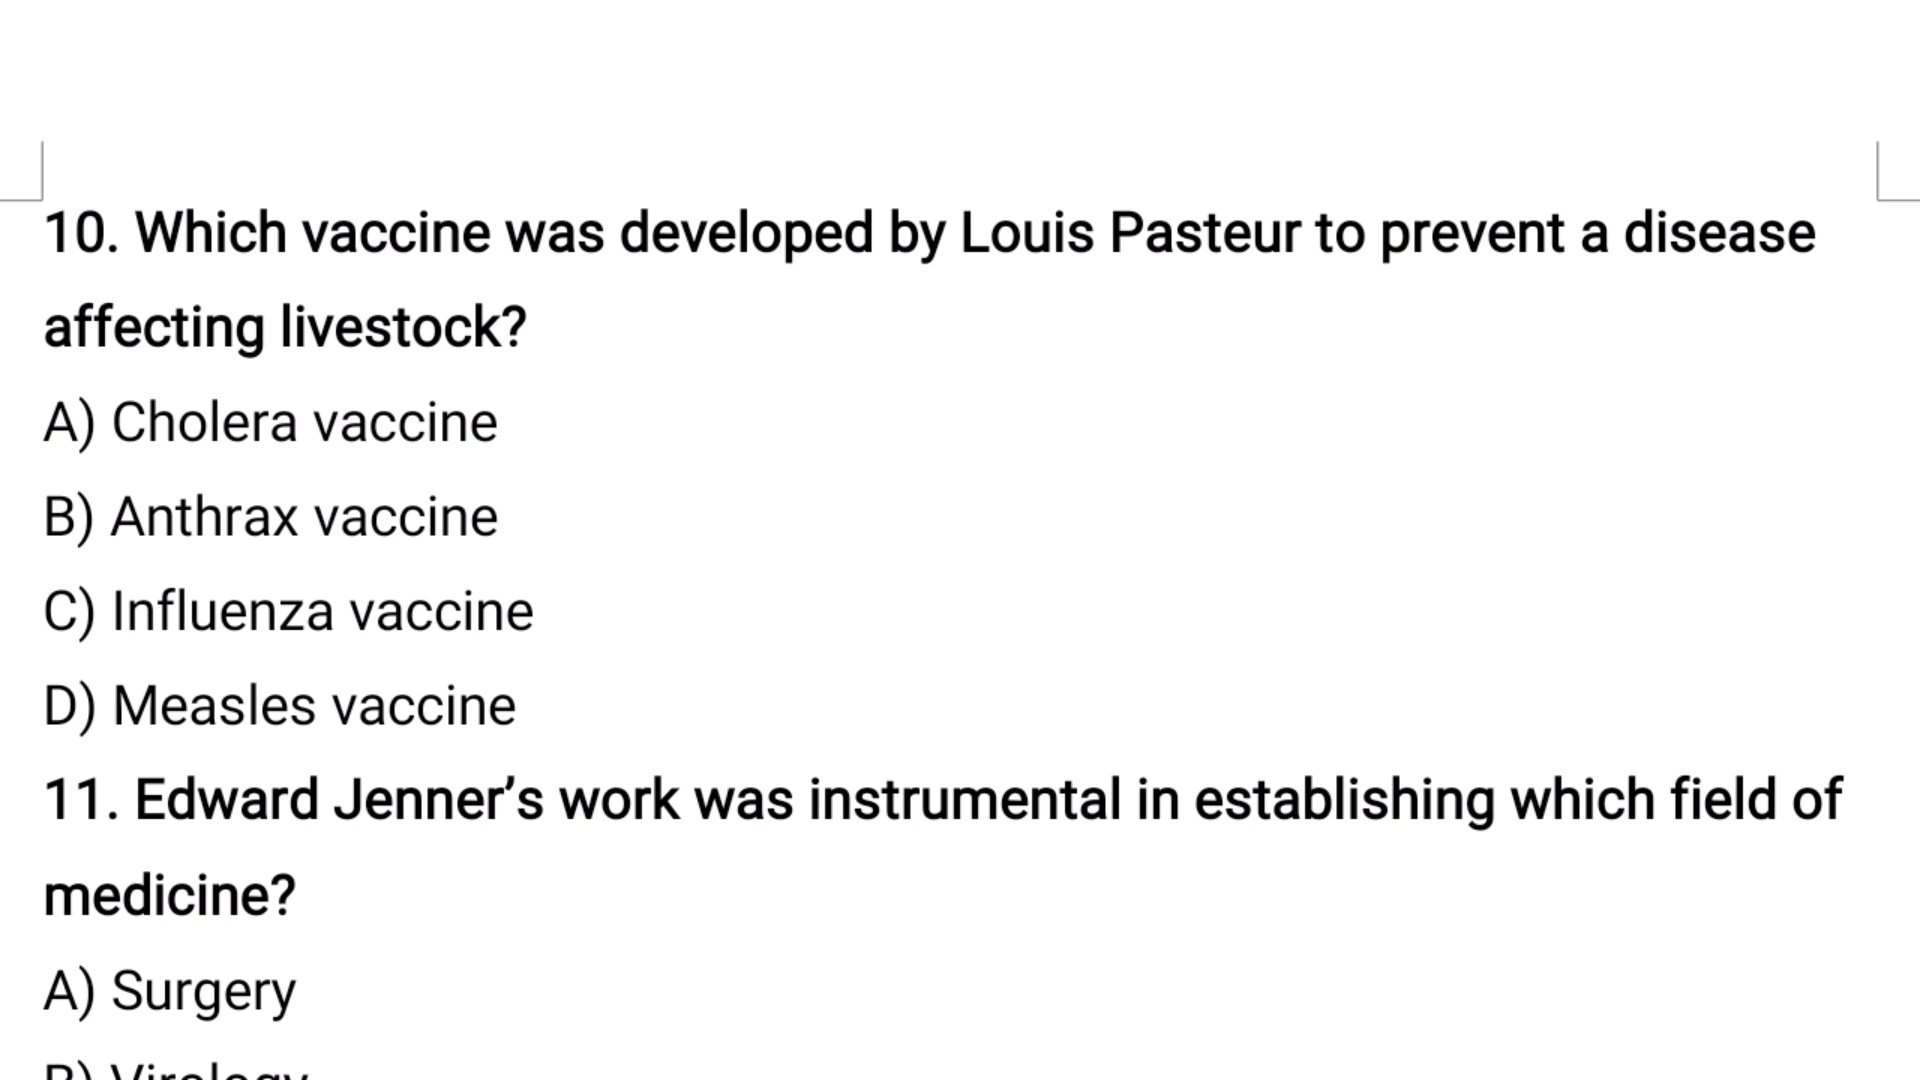 10. Which vaccine was developed by Louis Pasteur to prevent a disease
affecting livestock?
A) Cholera vaccine
B) Anthrax vaccine
C) Influenza vaccine
D) Measles vaccine
11. Edward Jenner’s work was instrumental in establishing which field of
medicine?
A) Surgery
B) Virology